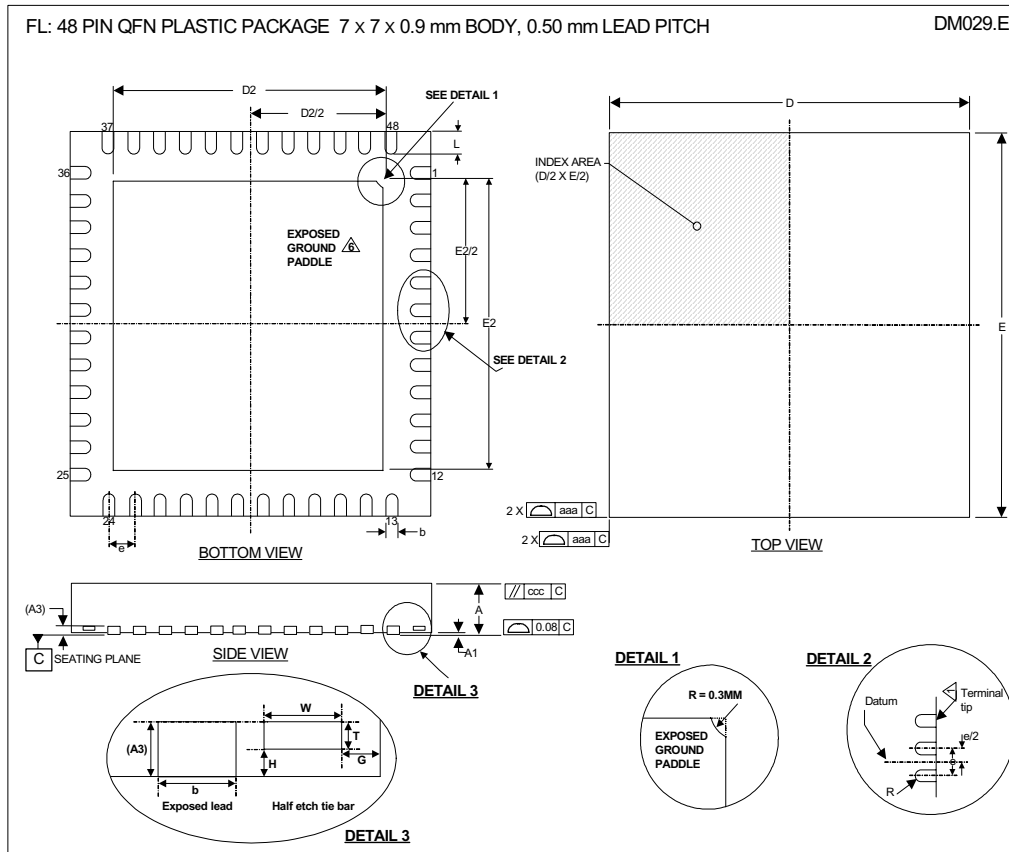 FL: 48 PIN QFN PLASTIC PACKAGE 7 x 7 x 0.9 mm BODY, 0.50 mm LEAD PITCH
DM029.E
D2
D2/2
SEE DETAIL 1
37
48
L
36
1
EXPOSED
GROUND
PADDLE
6
E2/2
E2
SEE DETAIL 2
25
12
24
13
e
b
BOTTOM VIEW
D
INDEX AREA
(D/2 X E/2)
E
2 X aaa C
2 X aaa C
TOP VIEW
(A3)
C
SEATING PLANE
SIDE VIEW
A
// ccc C
0.08 C
A1
DETAIL 3
W
(A3)
T
H
G
b
Exposed lead
Half etch tie bar
DETAIL 3
DETAIL 1
R = 0.3MM
EXPOSED
GROUND
PADDLE
DETAIL 2
Datum
1
Terminal
tip
e/2
e
R